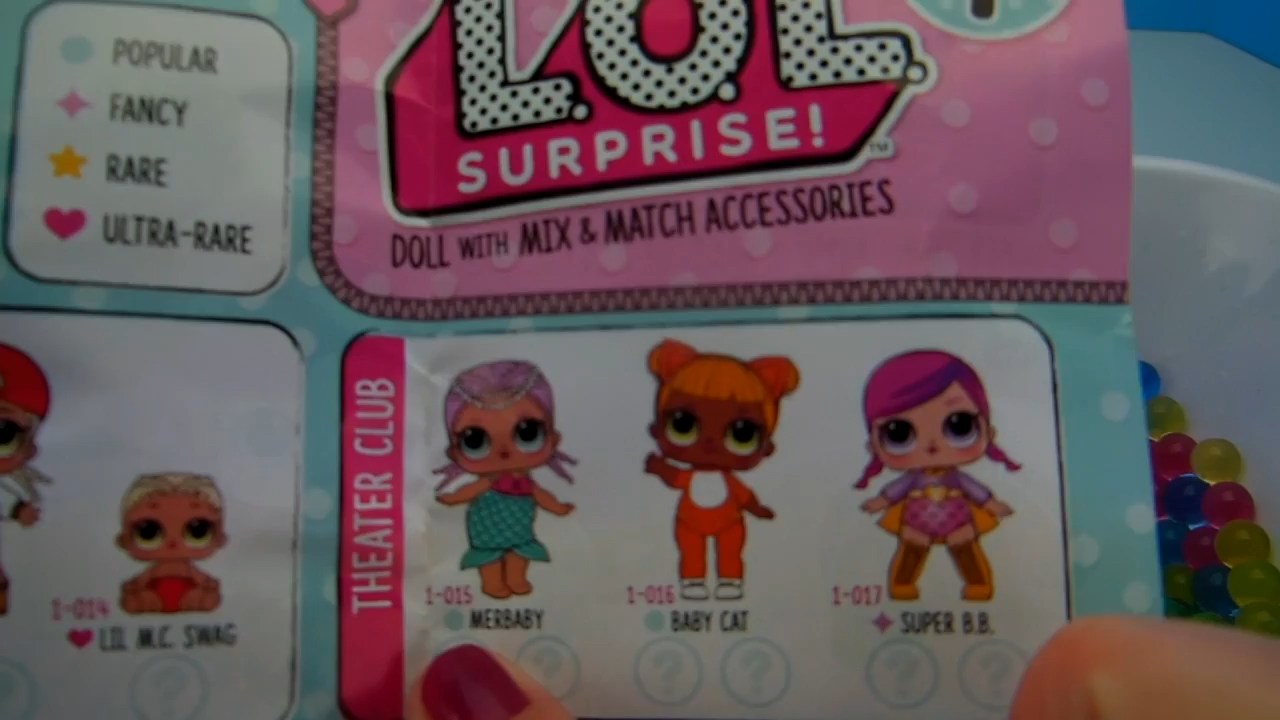 POPULAR
FANCY
RARE
ULTRA-RARE
L.O.L.
SURPRISE!™
DOLL WITH MIX & MATCH ACCESSORIES
1-014
LIL M.C. SWAG
THEATER CLUB
1-015
MERBABY
1-016
BABY CAT
1-017
SUPER B.B.
? ? ? ? ? ?